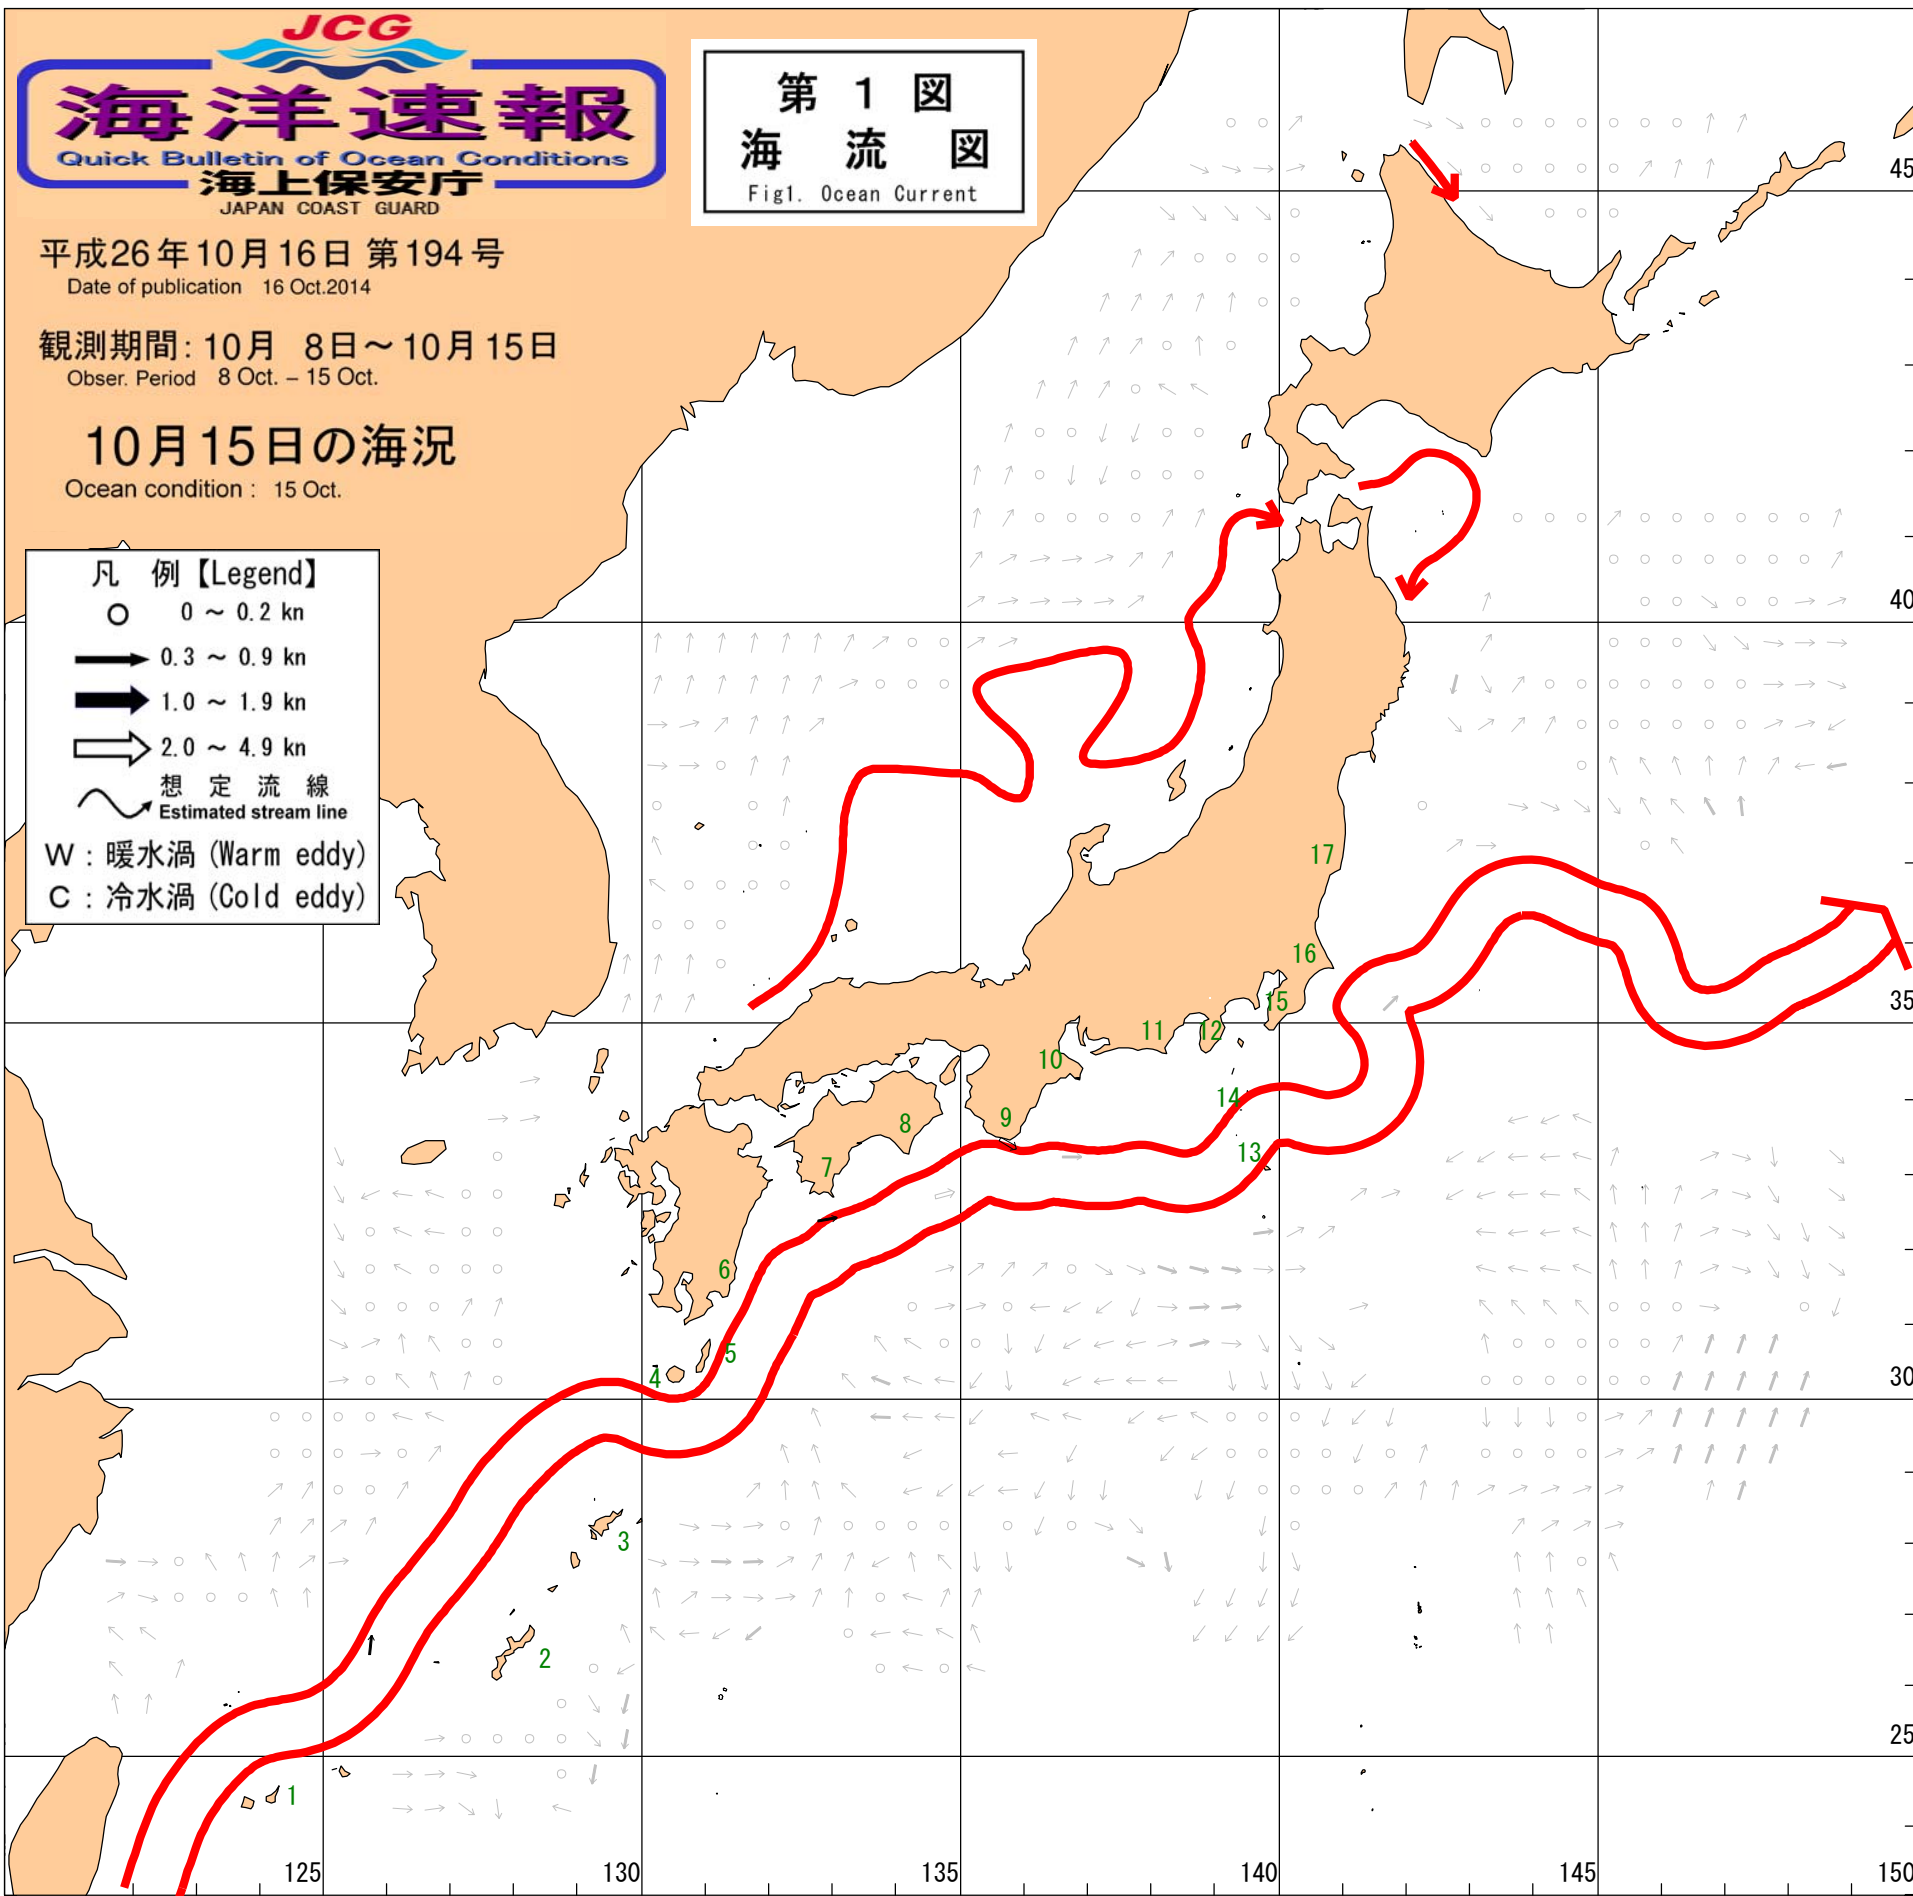 JCG
海洋速報
Quick Bulletin of Ocean Conditions
海上保安庁
JAPAN COAST GUARD
平成26年10月16日 第194号
Date of publication 16 Oct.2014
観測期間: 10月 8日～10月15日
Obser. Period 8 Oct. – 15 Oct.
10月15日の海況
Ocean condition : 15 Oct.
第 1 図
海 流 図
Fig1. Ocean Current
凡 例【Legend】
0 ～ 0.2 kn
0.3 ～ 0.9 kn
1.0 ～ 1.9 kn
2.0 ～ 4.9 kn
想 定 流 線
Estimated stream line
W : 暖水渦 (Warm eddy)
C : 冷水渦 (Cold eddy)
45
40
17
16
35
15
11
12
10
14
9
8
13
7
6
5
4
30
3
2
25
1
125
130
135
140
145
150